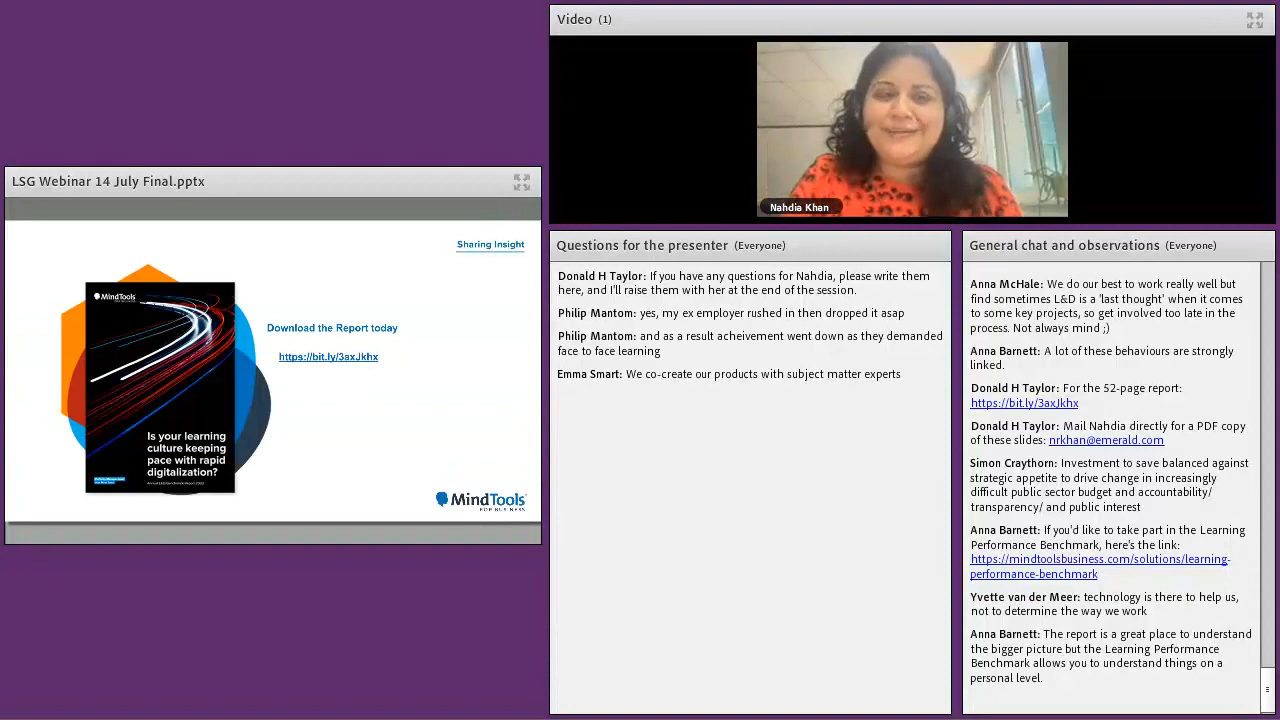 Video (1)
Nahdia Khan
LSG Webinar 14 July Final.pptx
Sharing Insight
MindTools
Is your learning
culture keeping
pace with rapid
digitalization?
Download the Report today
https://bit.ly/3axJkhx
MindTools
FOR BUSINESS
Questions for the presenter (Everyone)
Donald H Taylor: If you have any questions for Nahdia, please write them
here, and I'll raise them with her at the end of the session.
Philip Mantom: yes, my ex employer rushed in then dropped it asap
Philip Mantom: and as a result acheivement went down as they demanded
face to face learning
Emma Smart: We co-create our products with subject matter experts
General chat and observations (Everyone)
Anna McHale: We do our best to work really well but
find sometimes L&D is a 'last thought' when it comes
to some key projects, so get involved too late in the
process. Not always mind ;)
Anna Barnett: A lot of these behaviours are strongly
linked.
Donald H Taylor: For the 52-page report:
https://bit.ly/3axJkhx
Donald H Taylor: Mail Nahdia directly for a PDF copy
of these slides: nrkhan@emerald.com
Simon Craythorn: Investment to save balanced against
strategic appetite to drive change in increasingly
difficult public sector budget and accountability/
transparency/ and public interest
Anna Barnett: If you'd like to take part in the Learning
Performance Benchmark, here's the link:
https://mindtoolsbusiness.com/solutions/learning-
performance-benchmark
Yvette van der Meer: technology is there to help us,
not to determine the way we work
Anna Barnett: The report is a great place to understand
the bigger picture but the Learning Performance
Benchmark allows you to understand things on a
personal level.